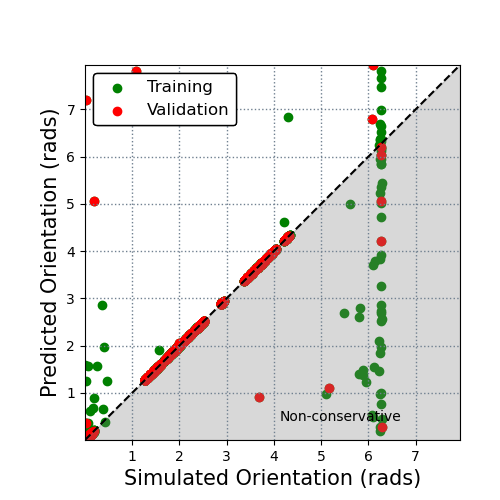 Training
Validation
Predicted Orientation (rads)
7
6
5
4
3
2
1
Non-conservative
1 2 3 4 5 6 7
Simulated Orientation (rads)